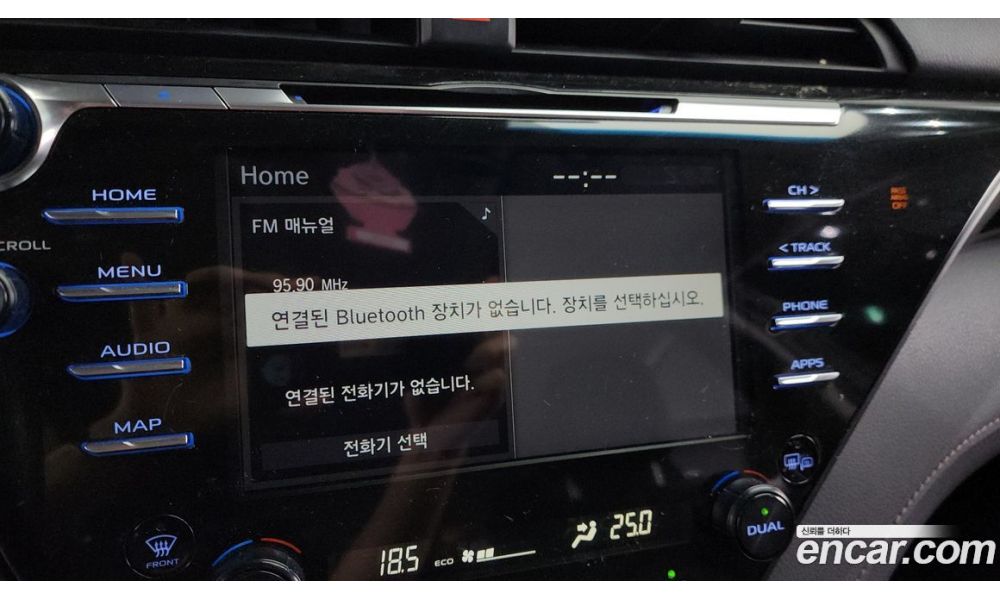 Home
--:--
FM 매뉴얼
95.90 MHz
연결된 Bluetooth 장치가 없습니다. 장치를 선택하십시오.
연결된 전화기가 없습니다.
전화기 선택
HOME
CROLL
MENU
AUDIO
MAP
CH >
< TRACK
PHONE
APPS
FRONT
18.5
ECO
25.0
DUAL
신뢰를 더하다
encar.com